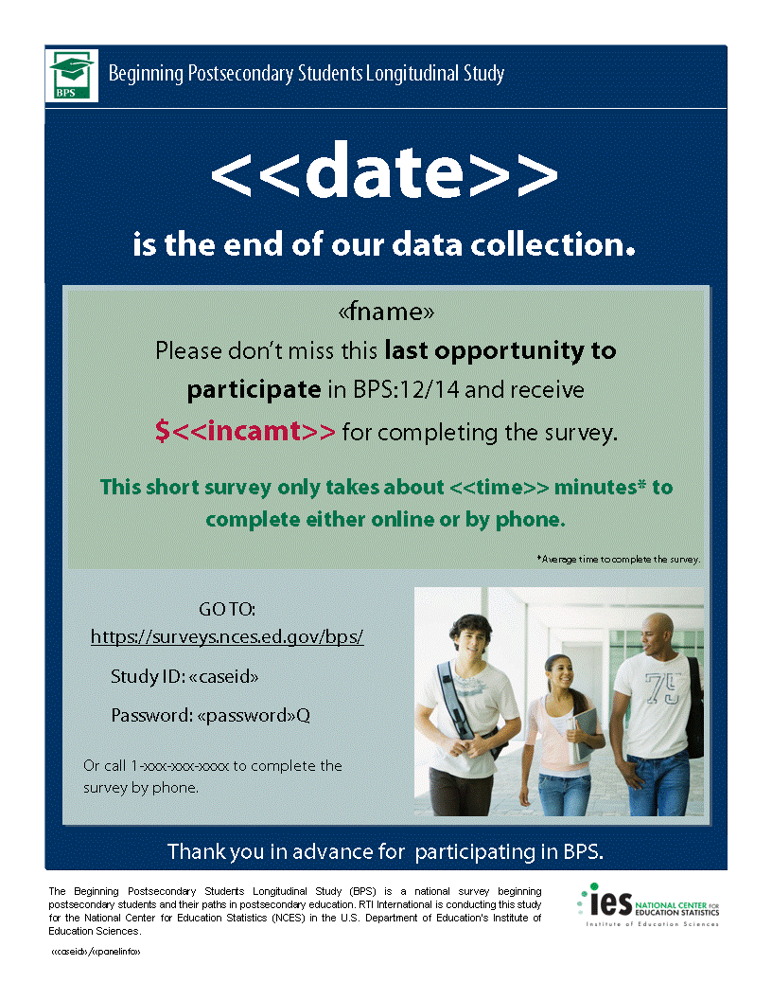 BPS
Beginning Postsecondary Students Longitudinal Study
<<date>>
is the end of our data collection.
«fname»
Please don't miss this last opportunity to
participate in BPS:12/14 and receive
$<<incamt>> for completing the survey.
This short survey only takes about <<time>> minutes* to
complete either online or by phone.
*Average time to complete the survey.
GO TO:
https://surveys.nces.ed.gov/bps/
Study ID: «caseid»
Password: «password»Q
Or call 1-xxx-xxx-xxxx to complete the
survey by phone.
75
Thank you in advance for participating in BPS.
The Beginning Postsecondary Students Longitudinal Study (BPS) is a national survey beginning
postsecondary students and their paths in postsecondary education. RTI International is conducting this study
for the National Center for Education Statistics (NCES) in the U.S. Department of Education's Institute of
Education Sciences.
ies NATIONAL CENTER FOR
EDUCATION STATISTICS
Institute of Education Sciences
«caseid»/«panelinfo»